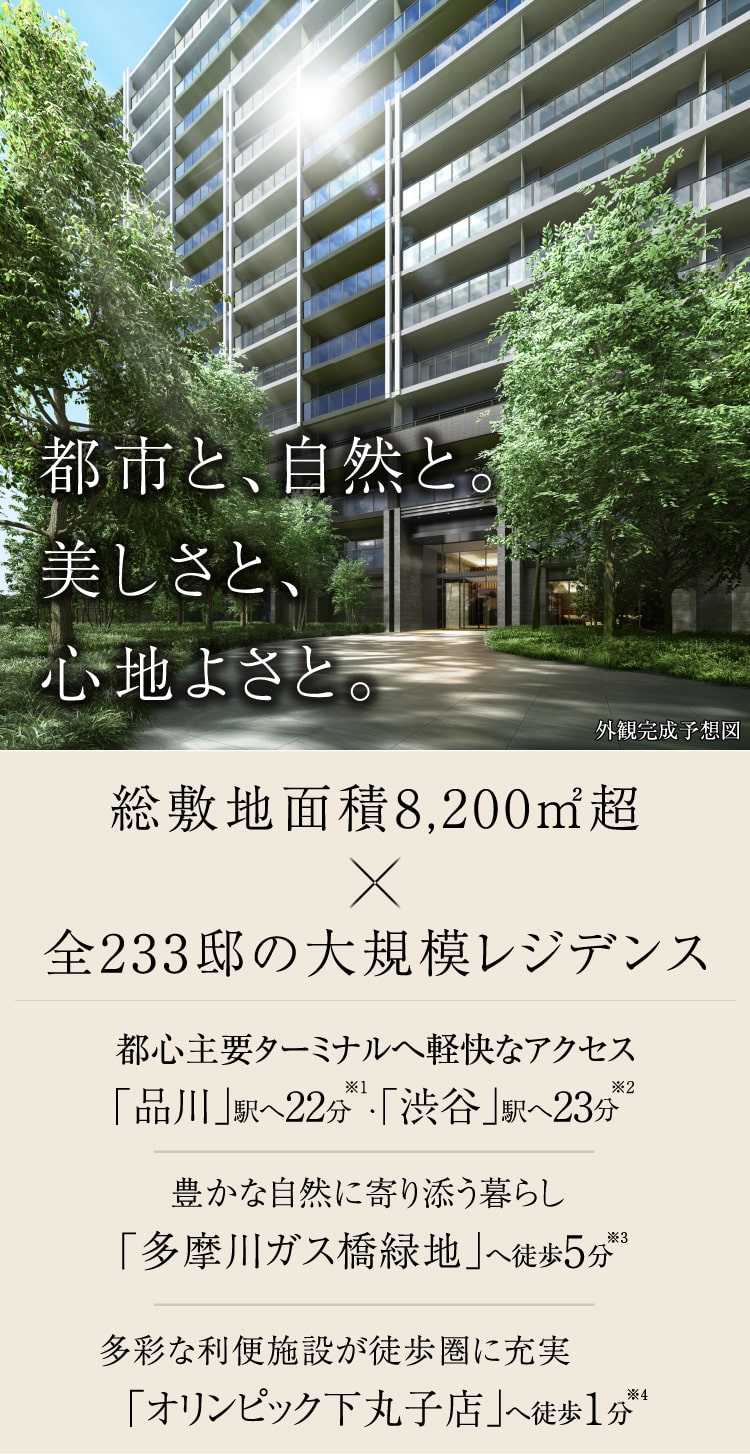 都市と、自然と。
美しさと、
心地よさと。
外観完成予想図
総敷地面積8,200㎡超
×
全233邸の大規模レジデンス
都心主要ターミナルへ軽快なアクセス
「品川」駅へ22分※1・「渋谷」駅へ23分※2
豊かな自然に寄り添う暮らし
「多摩川ガス橋緑地」へ徒歩5分※3
多彩な利便施設が徒歩圏に充実
「オリンピック下丸子店」へ徒歩1分※4